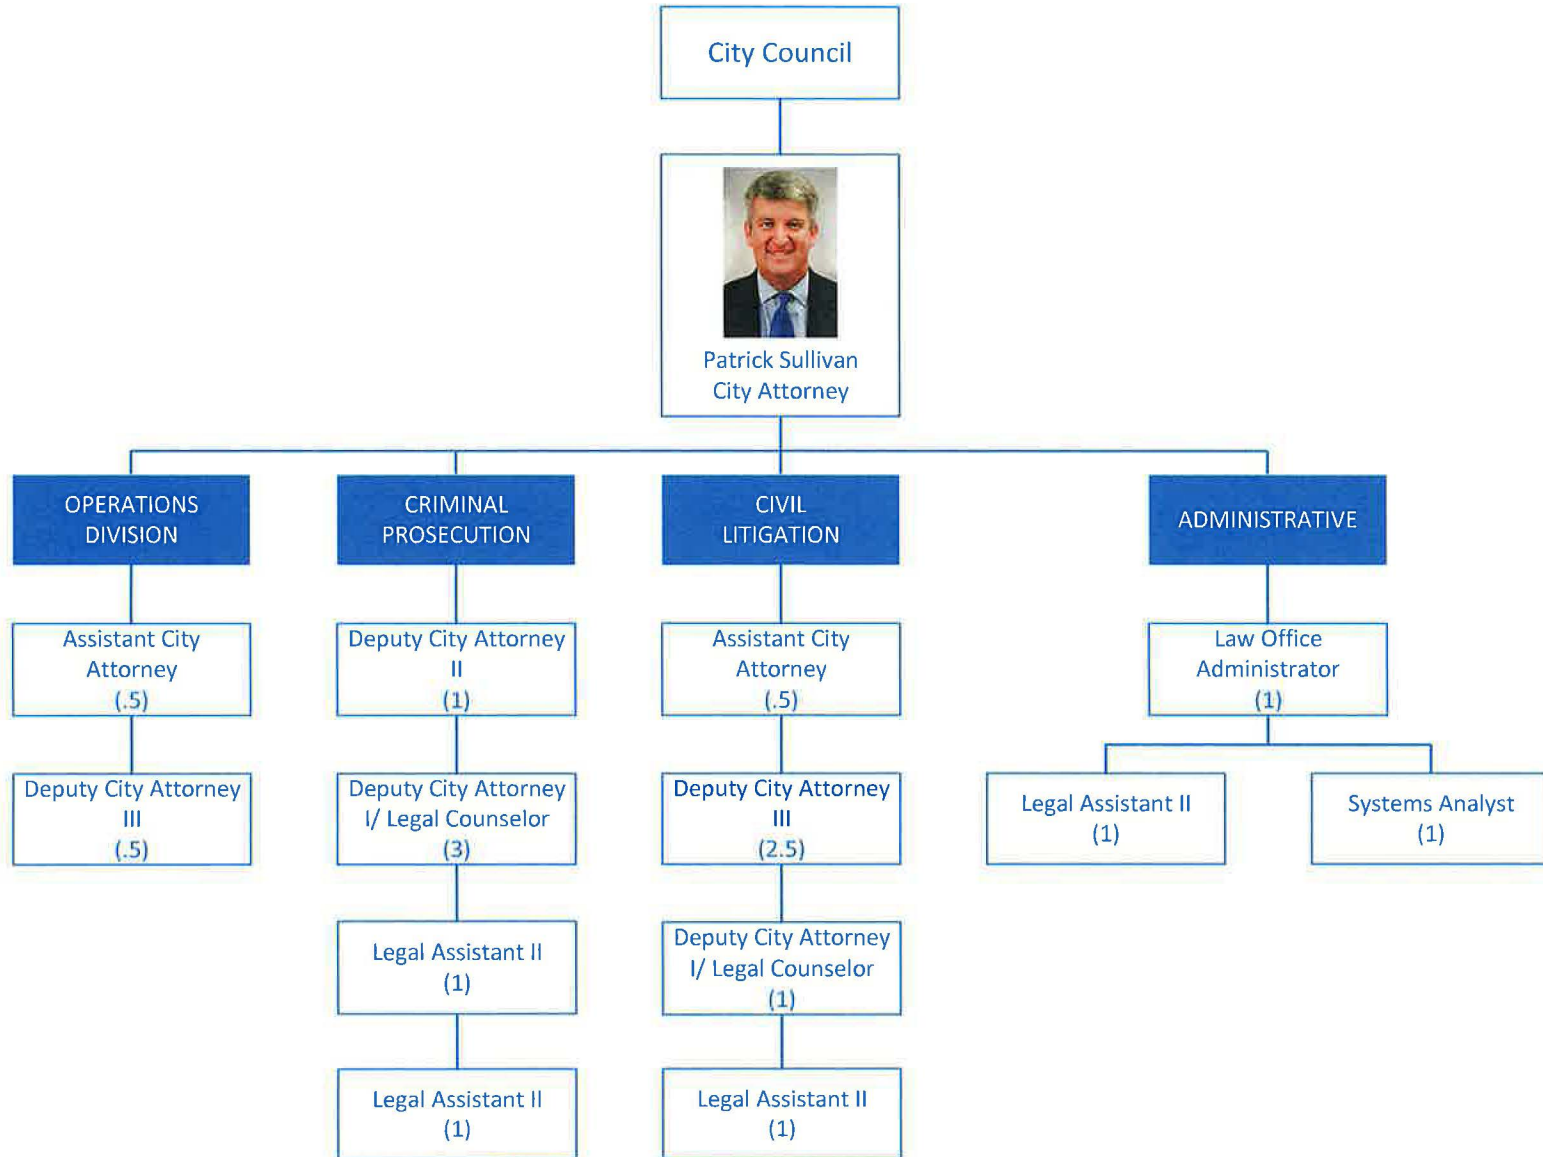 City Council
Patrick Sullivan
City Attorney
OPERATIONS
DIVISION
CRIMINAL
PROSECUTION
CIVIL
LITIGATION
ADMINISTRATIVE
Assistant City
Attorney
(.5)
Deputy City Attorney
II
(1)
Assistant City
Attorney
(.5)
Law Office
Administrator
(1)
Deputy City Attorney
III
(.5)
Deputy City Attorney
I/ Legal Counselor
(3)
Deputy City Attorney
III
(2.5)
Legal Assistant II
(1)
Systems Analyst
(1)
Legal Assistant II
(1)
Deputy City Attorney
I/ Legal Counselor
(1)
Legal Assistant II
(1)
Legal Assistant II
(1)